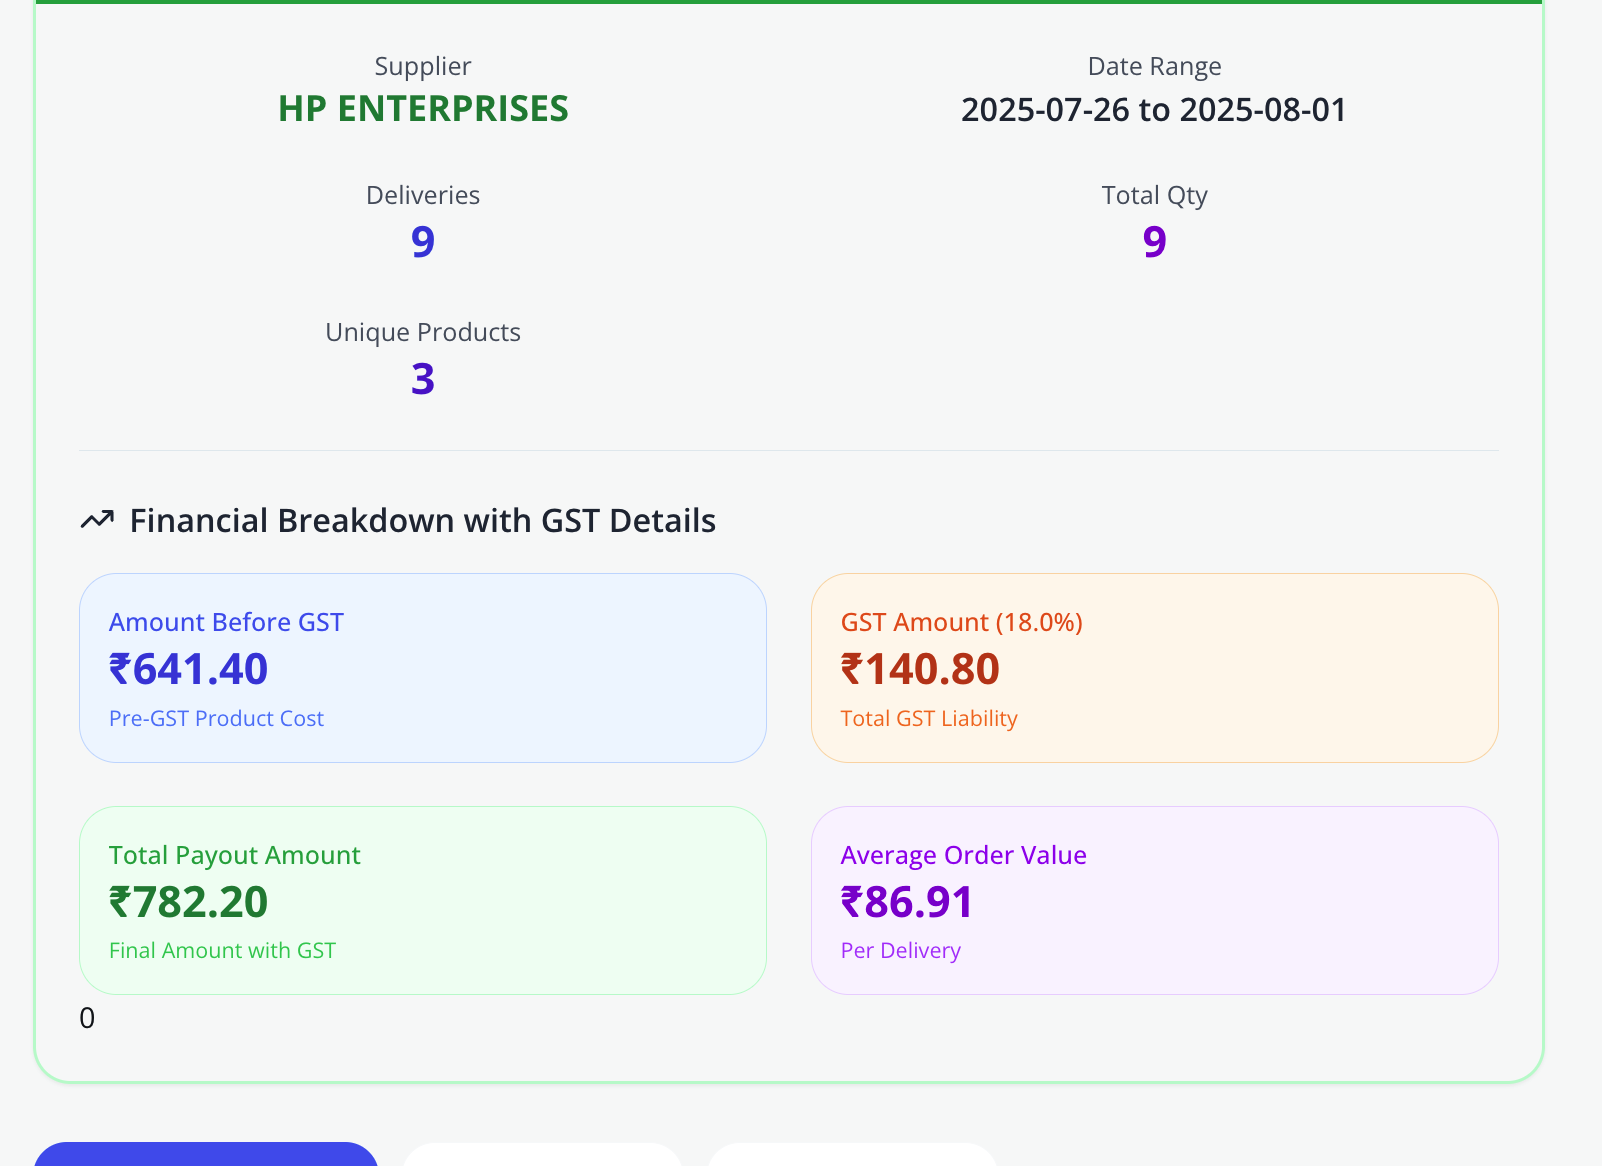 Supplier
HP ENTERPRISES
Date Range
2025-07-26 to 2025-08-01
Deliveries
9
Total Qty
9
Unique Products
3
Financial Breakdown with GST Details
Amount Before GST
₹641.40
Pre-GST Product Cost
GST Amount (18.0%)
₹140.80
Total GST Liability
Total Payout Amount
₹782.20
Final Amount with GST
Average Order Value
₹86.91
Per Delivery
0